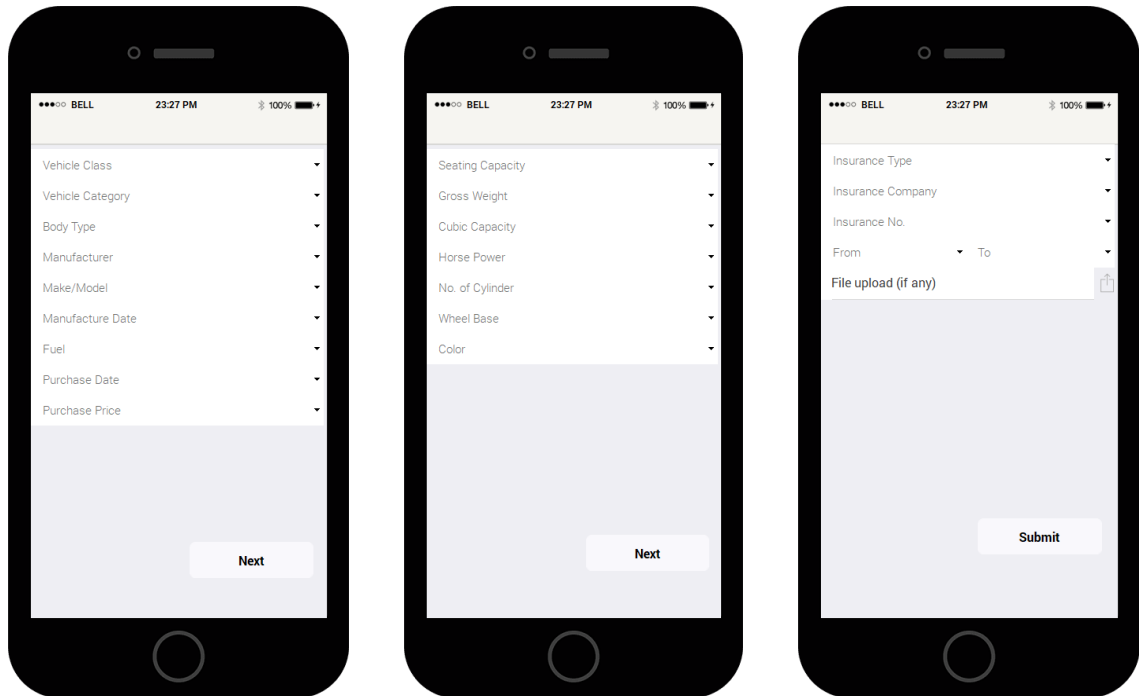 BELL 23:27 PM 100%
Vehicle Class
Vehicle Category
Body Type
Manufacturer
Make/Model
Manufacture Date
Fuel
Purchase Date
Purchase Price
Next
BELL 23:27 PM 100%
Seating Capacity
Gross Weight
Cubic Capacity
Horse Power
No. of Cylinder
Wheel Base
Color
Next
BELL 23:27 PM 100%
Insurance Type
Insurance Company
Insurance No.
From To
File upload (if any)
Submit